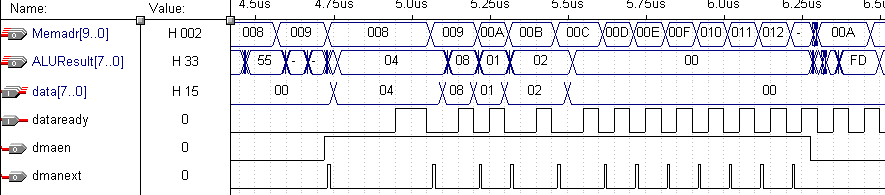 Name: Value: 4.5us 4.75us 5.0us 5.25us 5.5us 5.75us 6.0us 6.25us 6.5
Memadr[9..0] H 002 008 009 008 009 00A 00B 00C 00D 00E 00F 010 011 012 - 00A
ALUResult[7..0] H 33 55 - - 04 08 01 02 00 FD
data[7..0] H 15 00 04 08 01 02 00
dataready 0
dmaen 0
dmanext 0